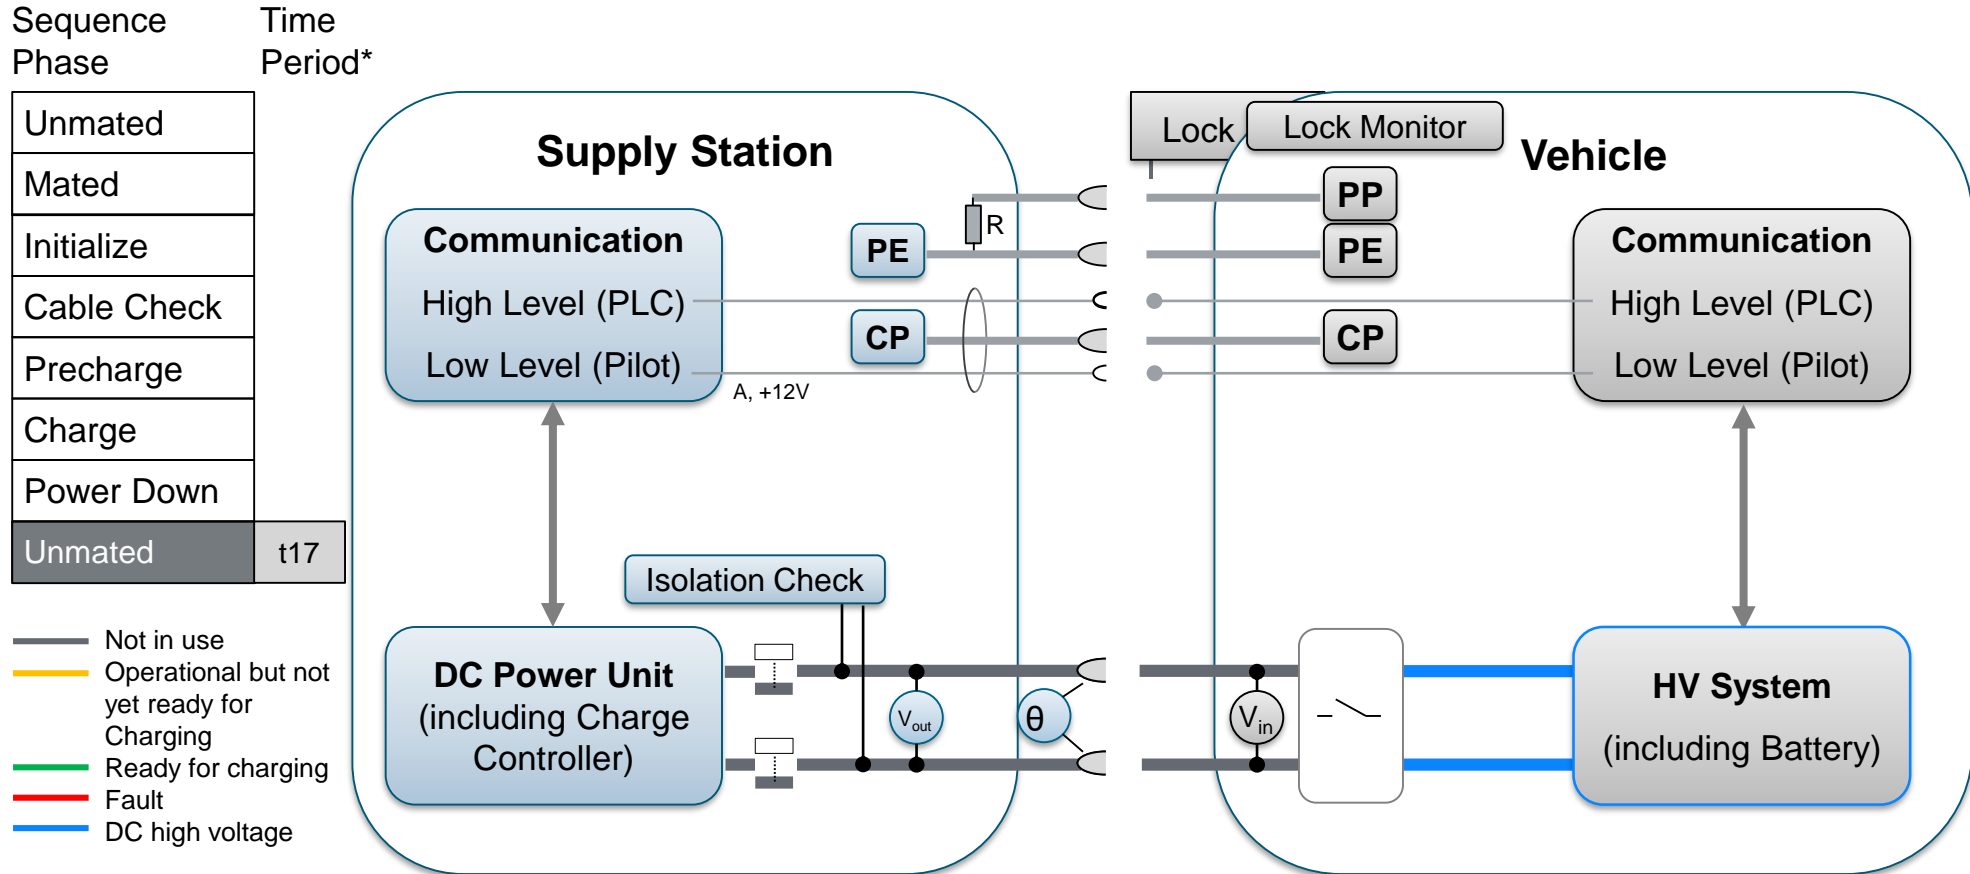 Sequence
Phase
Time
Period*
Unmated
Mated
Initialize
Cable Check
Precharge
Charge
Power Down
Unmated
t17
Not in use
Operational but not
yet ready for
Charging
Ready for charging
Fault
DC high voltage
Supply Station
Communication
High Level (PLC)
Low Level (Pilot)
A, +12V
PE
CP
R
Isolation Check
DC Power Unit
(including Charge
Controller)
Vout
θ
Lock
Lock Monitor
Vehicle
PP
PE
CP
Communication
High Level (PLC)
Low Level (Pilot)
Vin
HV System
(including Battery)